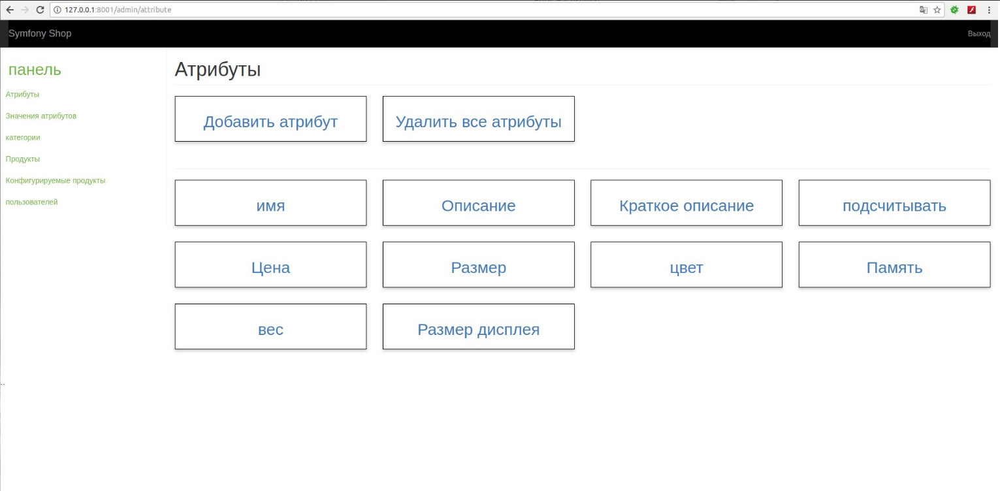 127.0.0.1:8001/admin/attribute
Symfony Shop
Выход
панель
Атрибуты
Значения атрибутов
категории
Продукты
Конфигурируемые продукты
пользователей
Атрибуты
Добавить атрибут
Удалить все атрибуты
имя
Описание
Краткое описание
подсчитывать
Цена
Размер
цвет
Память
вес
Размер дисплея